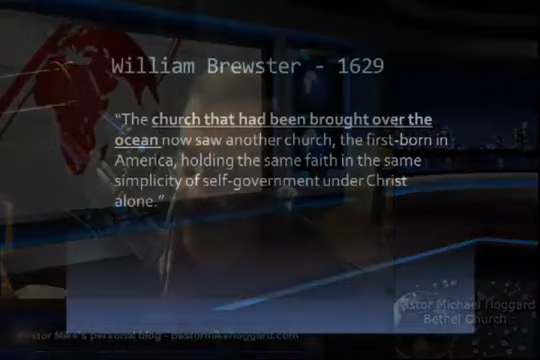 William Brewster - 1629
“The church that had been brought over the
ocean now saw another church, the first-born in
America, holding the same faith in the same
simplicity of self-government under Christ
alone.”
Pastor Michael Hoggard
Bethel Church
Pastor Mike's personal blog - pastormikehoggard.com